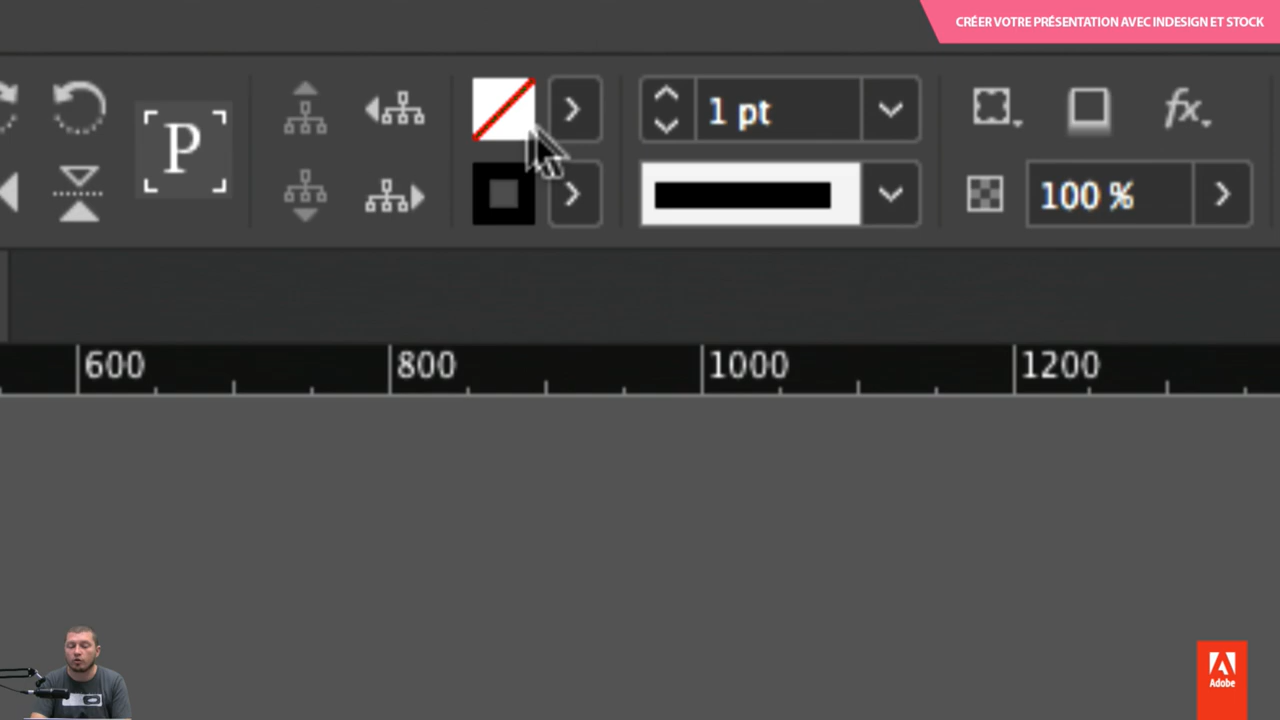 CRÉER VOTRE PRÉSENTATION AVEC INDESIGN ET STOCK
P
1 pt
fx
100 %
600
800
1000
1200
Adobe